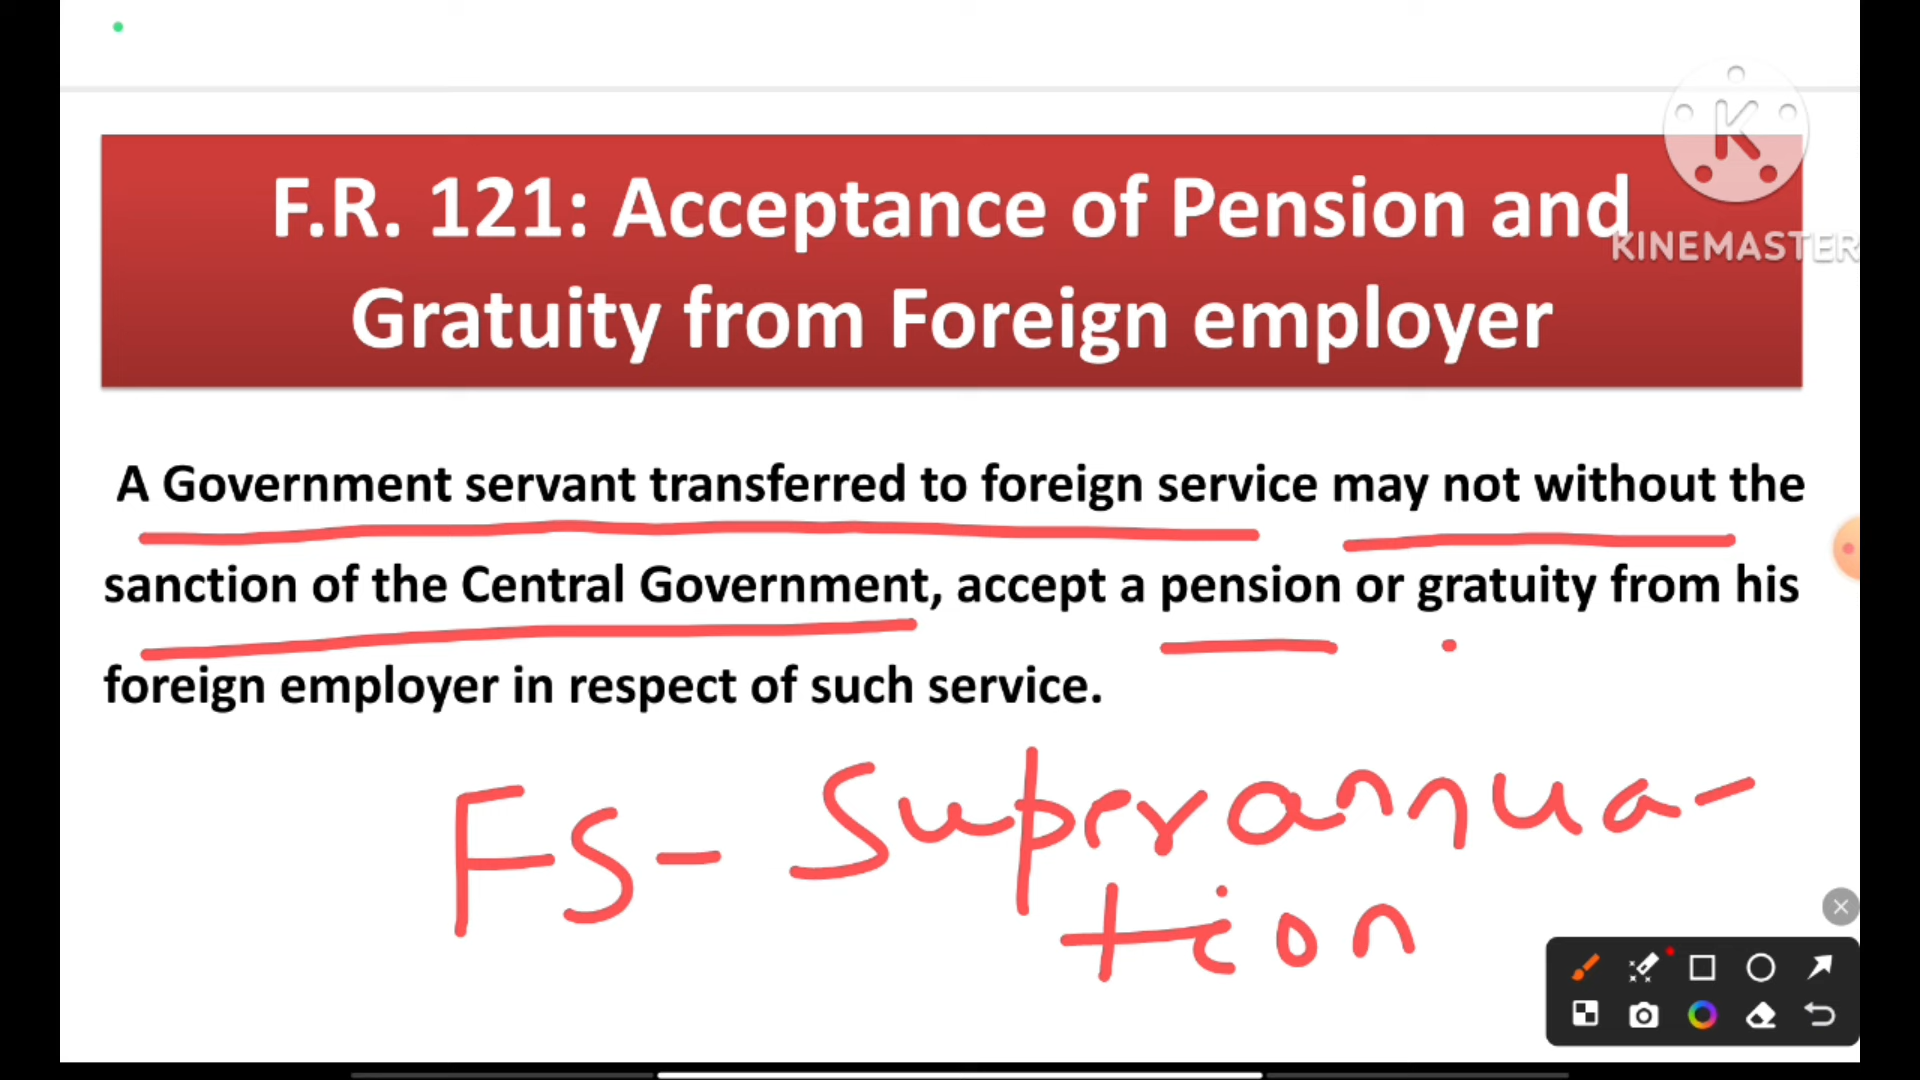 F.R. 121: Acceptance of Pension and
Gratuity from Foreign employer
K
KINEMASTER
A Government servant transferred to foreign service may not without the
sanction of the Central Government, accept a pension or gratuity from his
foreign employer in respect of such service.
FS- Superannua-
tion